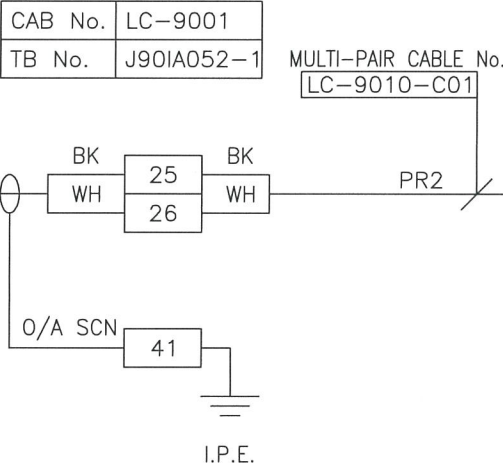 CAB No. LC-9001
TB No. J90IA052-1
MULTI-PAIR CABLE No.
LC-9010-C01
BK 25 BK
WH 26 WH
PR2
O/A SCN 41
I.P.E.